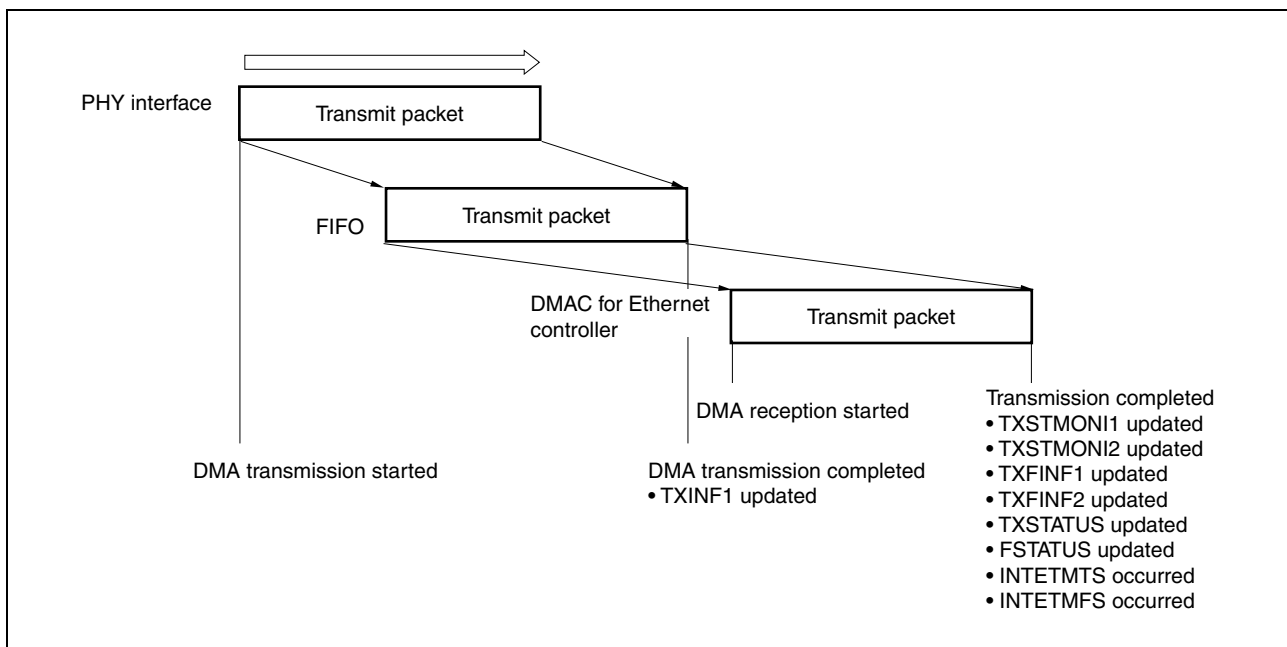 PHY interface
Transmit packet
FIFO
Transmit packet
DMAC for Ethernet
controller
Transmit packet
DMA reception started
DMA transmission started
DMA transmission completed
• TXINF1 updated
Transmission completed
• TXSTMONI1 updated
• TXSTMONI2 updated
• TXFINF1 updated
• TXFINF2 updated
• TXSTATUS updated
• FSTATUS updated
• INTETMTS occurred
• INTETMFS occurred